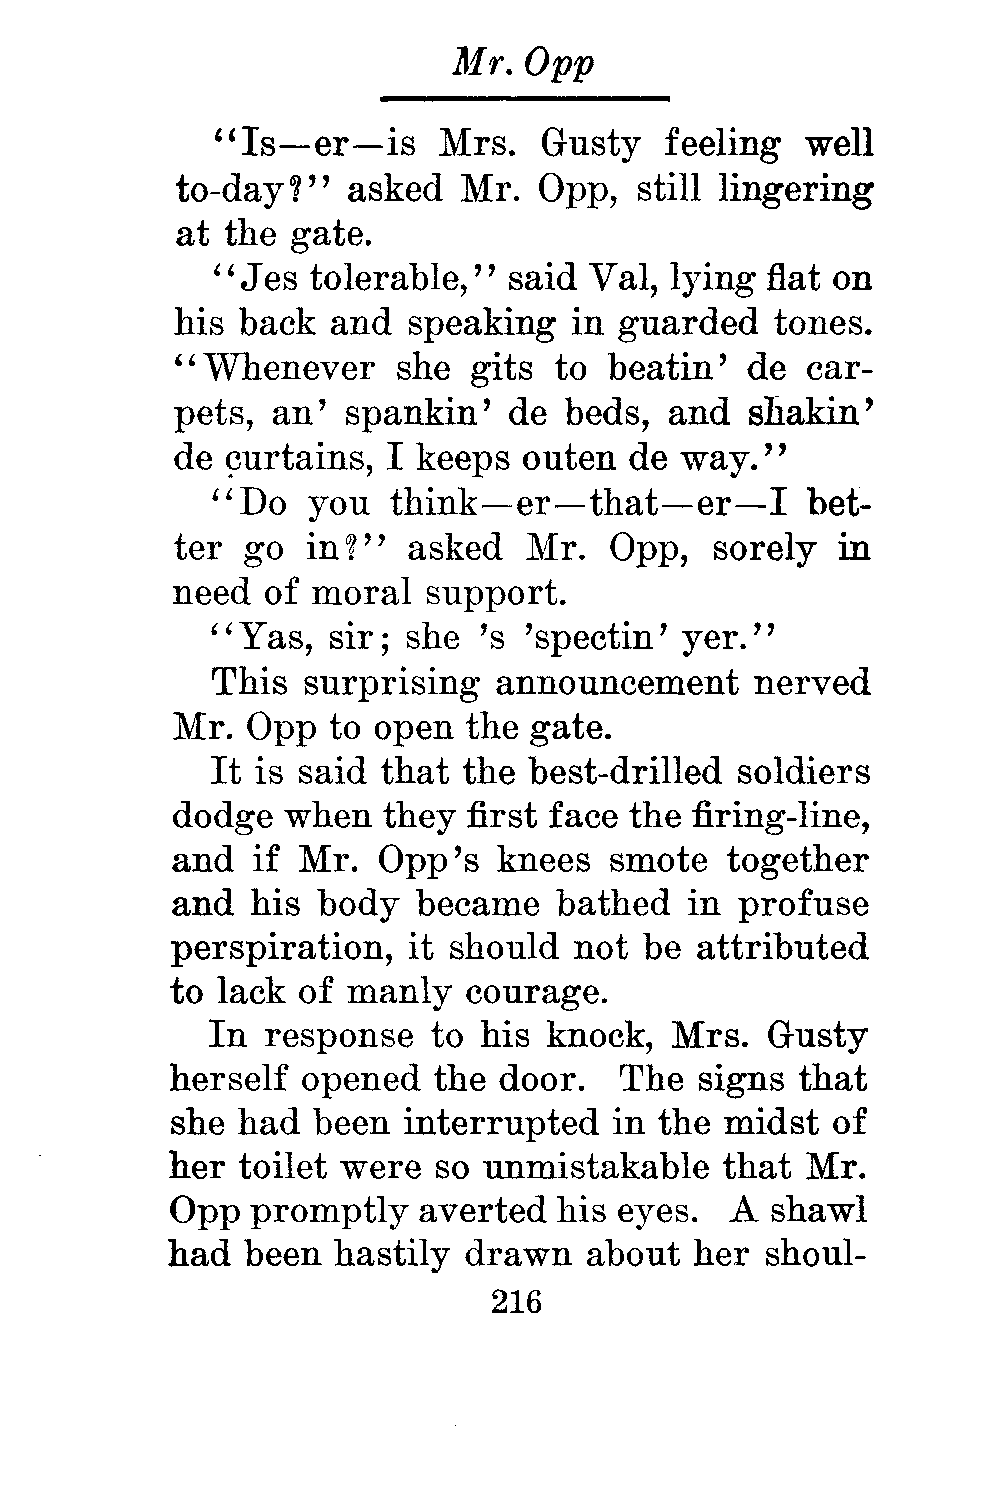 Mr. Opp
"Is—er—is Mrs. Gusty feeling well
to-day?" asked Mr. Opp, still lingering
at the gate.
"Jes tolerable," said Val, lying flat on
his back and speaking in guarded tones.
"Whenever she gits to beatin' de car-
pets, an' spankin' de beds, and shakin'
de curtains, I keeps outen de way."
"Do you think—er—that—er—I bet-
ter go in?" asked Mr. Opp, sorely in
need of moral support.
"Yas, sir; she 's 'spectin' yer."
This surprising announcement nerved
Mr. Opp to open the gate.
It is said that the best-drilled soldiers
dodge when they first face the firing-line,
and if Mr. Opp's knees smote together
and his body became bathed in profuse
perspiration, it should not be attributed
to lack of manly courage.
In response to his knock, Mrs. Gusty
herself opened the door. The signs that
she had been interrupted in the midst of
her toilet were so unmistakable that Mr.
Opp promptly averted his eyes. A shawl
had been hastily drawn about her shoul-
216